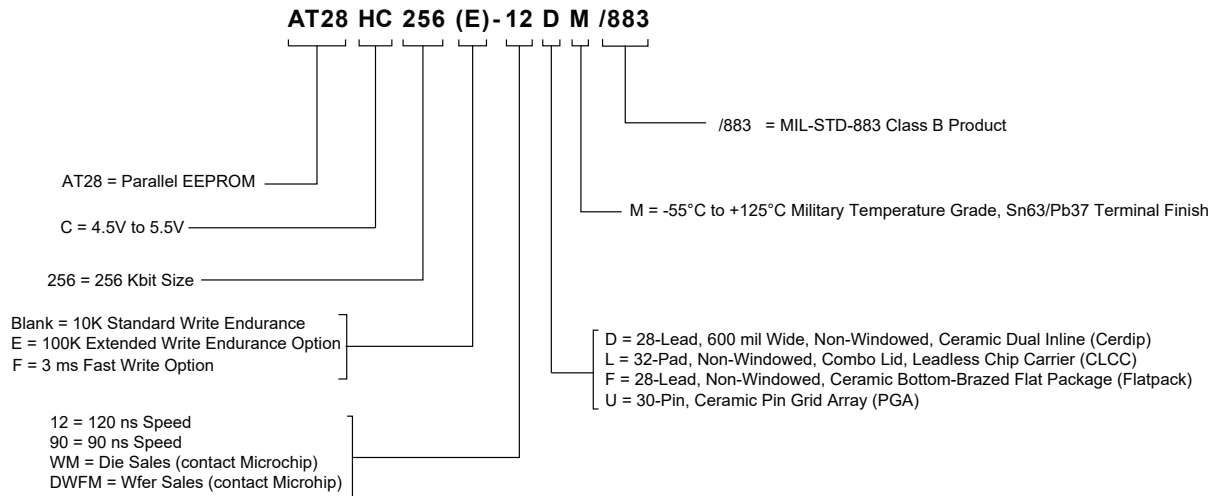 AT28 HC 256 (E)-12 D M /883
/883 = MIL-STD-883 Class B Product
AT28 = Parallel EEPROM
M = -55°C to +125°C Military Temperature Grade, Sn63/Pb37 Terminal Finish
C = 4.5V to 5.5V
256 = 256 Kbit Size
Blank = 10K Standard Write Endurance
E = 100K Extended Write Endurance Option
F = 3 ms Fast Write Option
D = 28-Lead, 600 mil Wide, Non-Windowed, Ceramic Dual Inline (Cerdip)
L = 32-Pad, Non-Windowed, Combo Lid, Leadless Chip Carrier (CLCC)
F = 28-Lead, Non-Windowed, Ceramic Bottom-Brazed Flat Package (Flatpack)
U = 30-Pin, Ceramic Pin Grid Array (PGA)
12 = 120 ns Speed
90 = 90 ns Speed
WM = Die Sales (contact Microchip)
DWFM = Wfer Sales (contact Microhip)